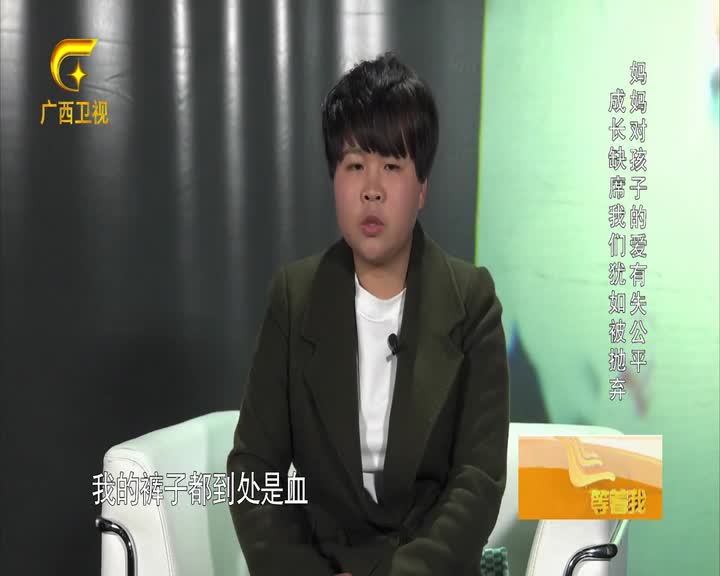 广西卫视
妈妈对孩子的爱有失公平
成长缺席我们犹如被抛弃
我的裤子都到处是血
等着我